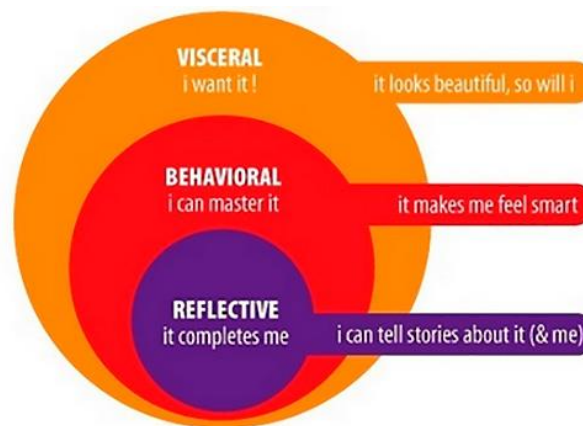 VISCERAL
i want it !
it looks beautiful, so will i
BEHAVIORAL
i can master it
it makes me feel smart
REFLECTIVE
it completes me
i can tell stories about it (& me)